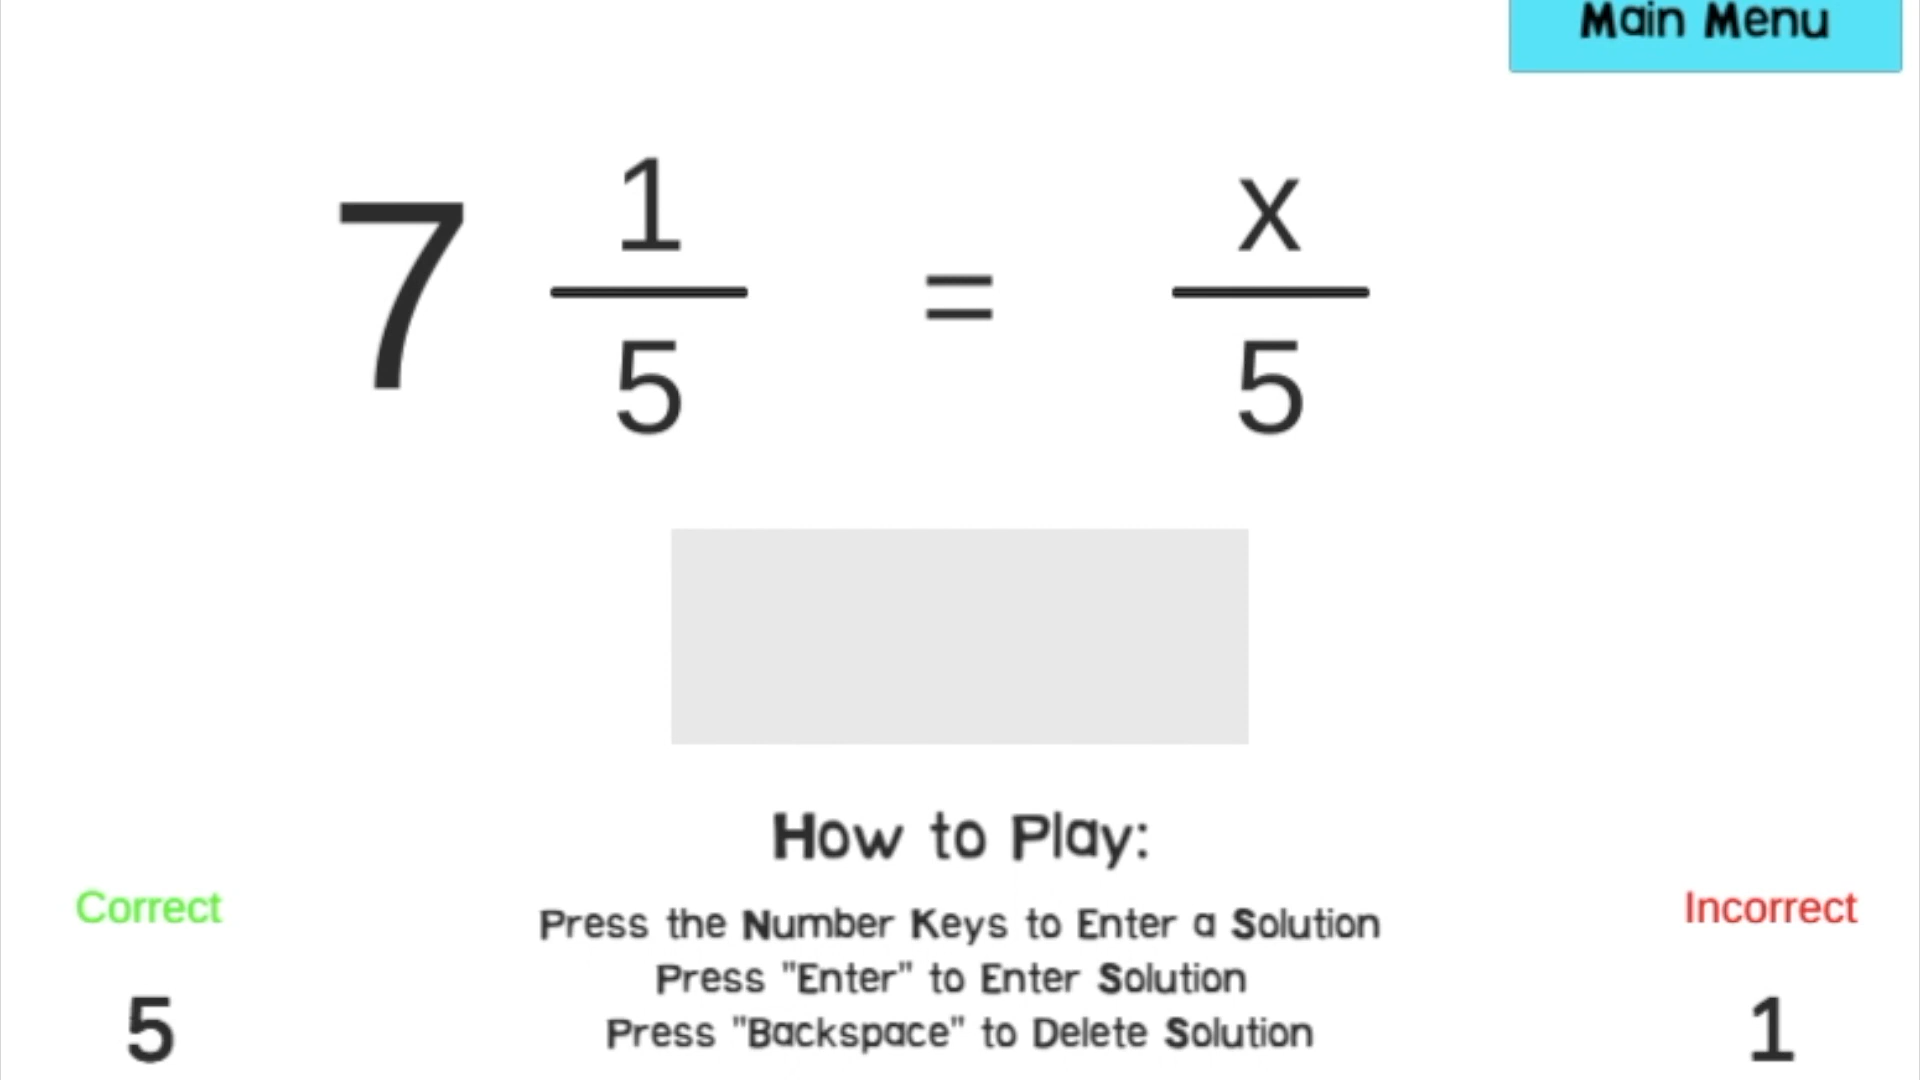 Main Menu
7 1/5 = x/5
How to Play:
Press the Number Keys to Enter a Solution
Press "Enter" to Enter Solution
Press "Backspace" to Delete Solution
Correct
5
Incorrect
1